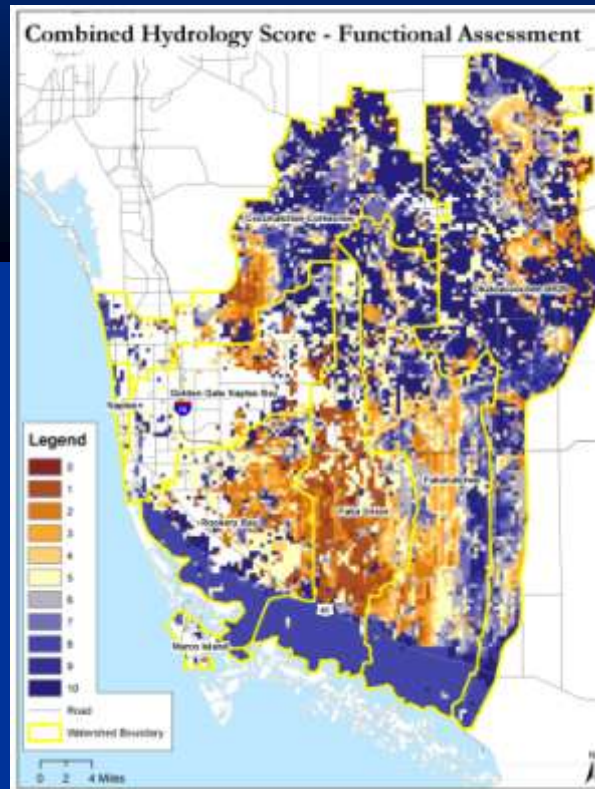 Combined Hydrology Score - Functional Assessment
Cocohatchee-Corkscrew
Golden Gate Naples Bay
Naples
75
Rookery Bay
Faka Union
Fakahatchee
41
Marco Island
Legend
0
1
2
3
4
5
6
7
8
9
10
Road
Watershed Boundary
0 2 4 Miles
N